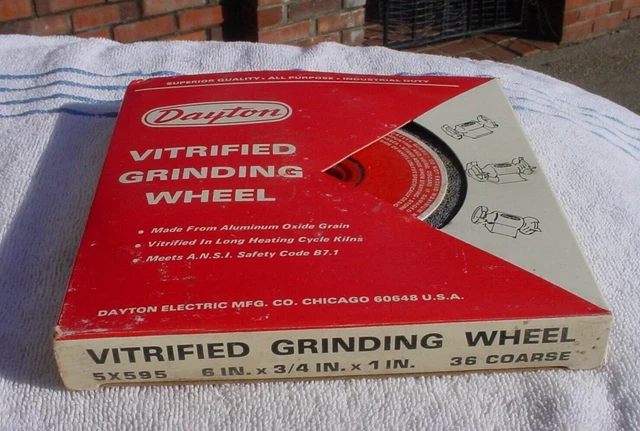 SUPERIOR QUALITY • ALL PURPOSE • INDUSTRIAL DUTY
Dayton
VITRIFIED
GRINDING
WHEEL
• Made From Aluminum Oxide Grain
• Vitrified In Long Heating Cycle Kilns
• Meets A.N.S.I. Safety Code B7.1
DAYTON ELECTRIC MFG. CO. CHICAGO 60648 U.S.A.
VITRIFIED GRINDING WHEEL
5X595 6 IN. x 3/4 IN. x 1 IN. 36 COARSE